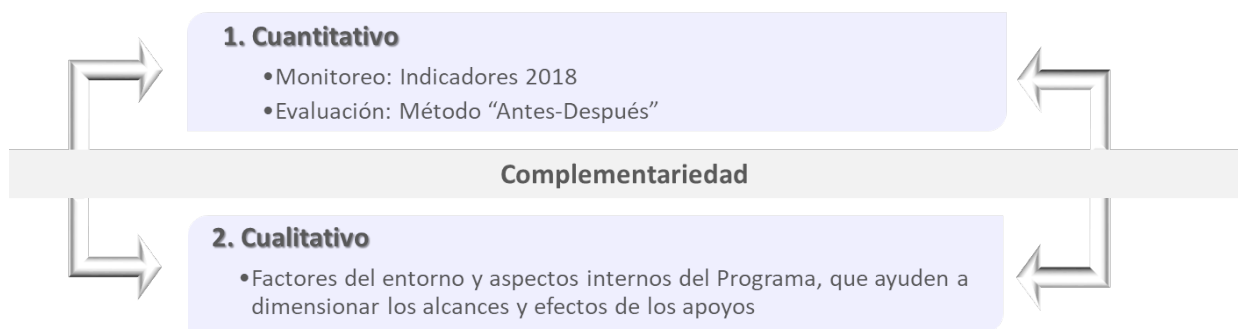 1. Cuantitativo
•Monitoreo: Indicadores 2018
•Evaluación: Método “Antes-Después”
Complementariedad
2. Cualitativo
•Factores del entorno y aspectos internos del Programa, que ayuden a
dimensionar los alcances y efectos de los apoyos